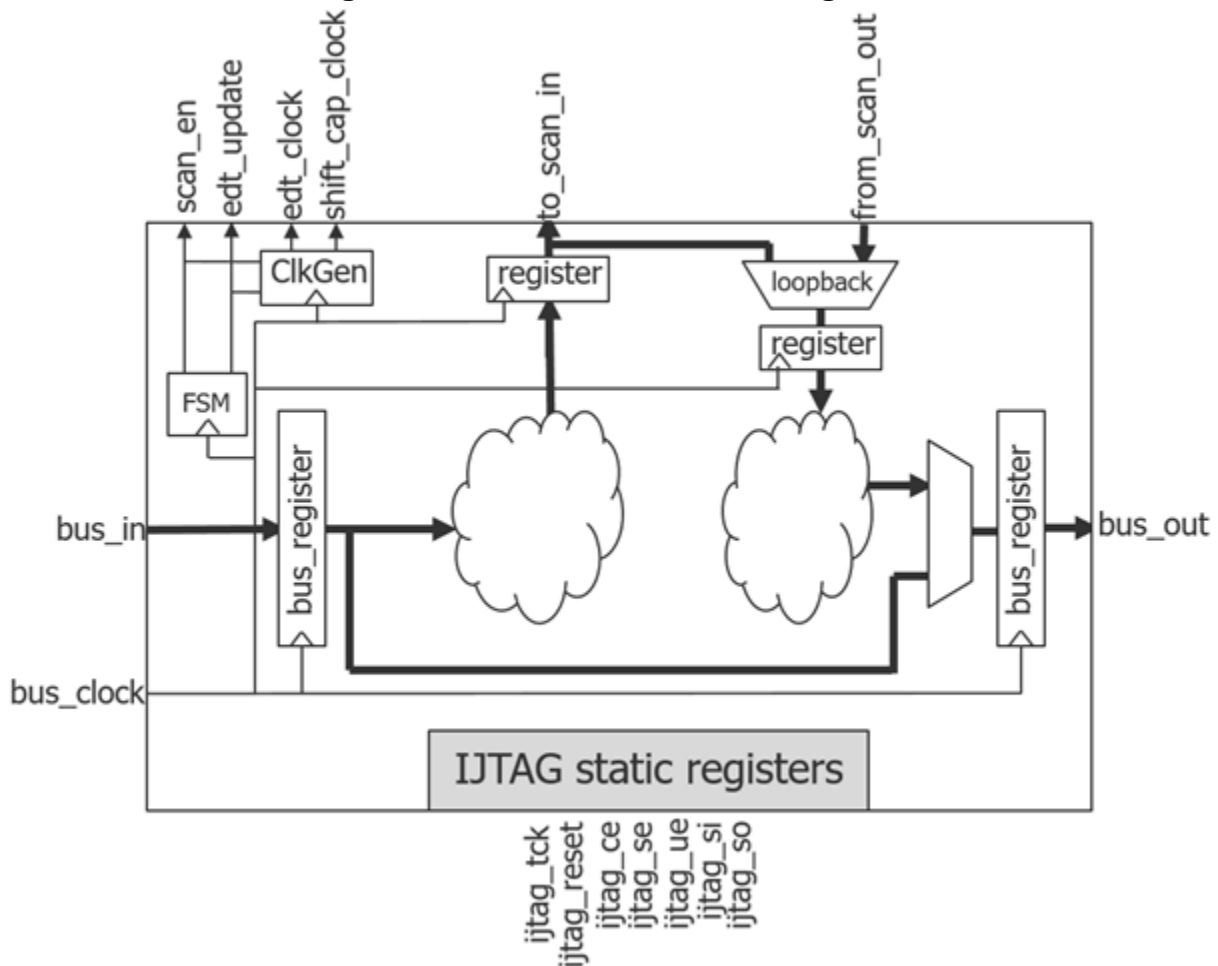 scan_en
edt_update
edt_clock
shift_cap_clock
to_scan_in
from_scan_out
ClkGen
register
loopback
register
FSM
bus_register
bus_register
bus_in
bus_out
bus_clock
IJTAG static registers
ijtag_tck
ijtag_reset
ijtag_ce
ijtag_se
ijtag_ue
ijtag_si
ijtag_so